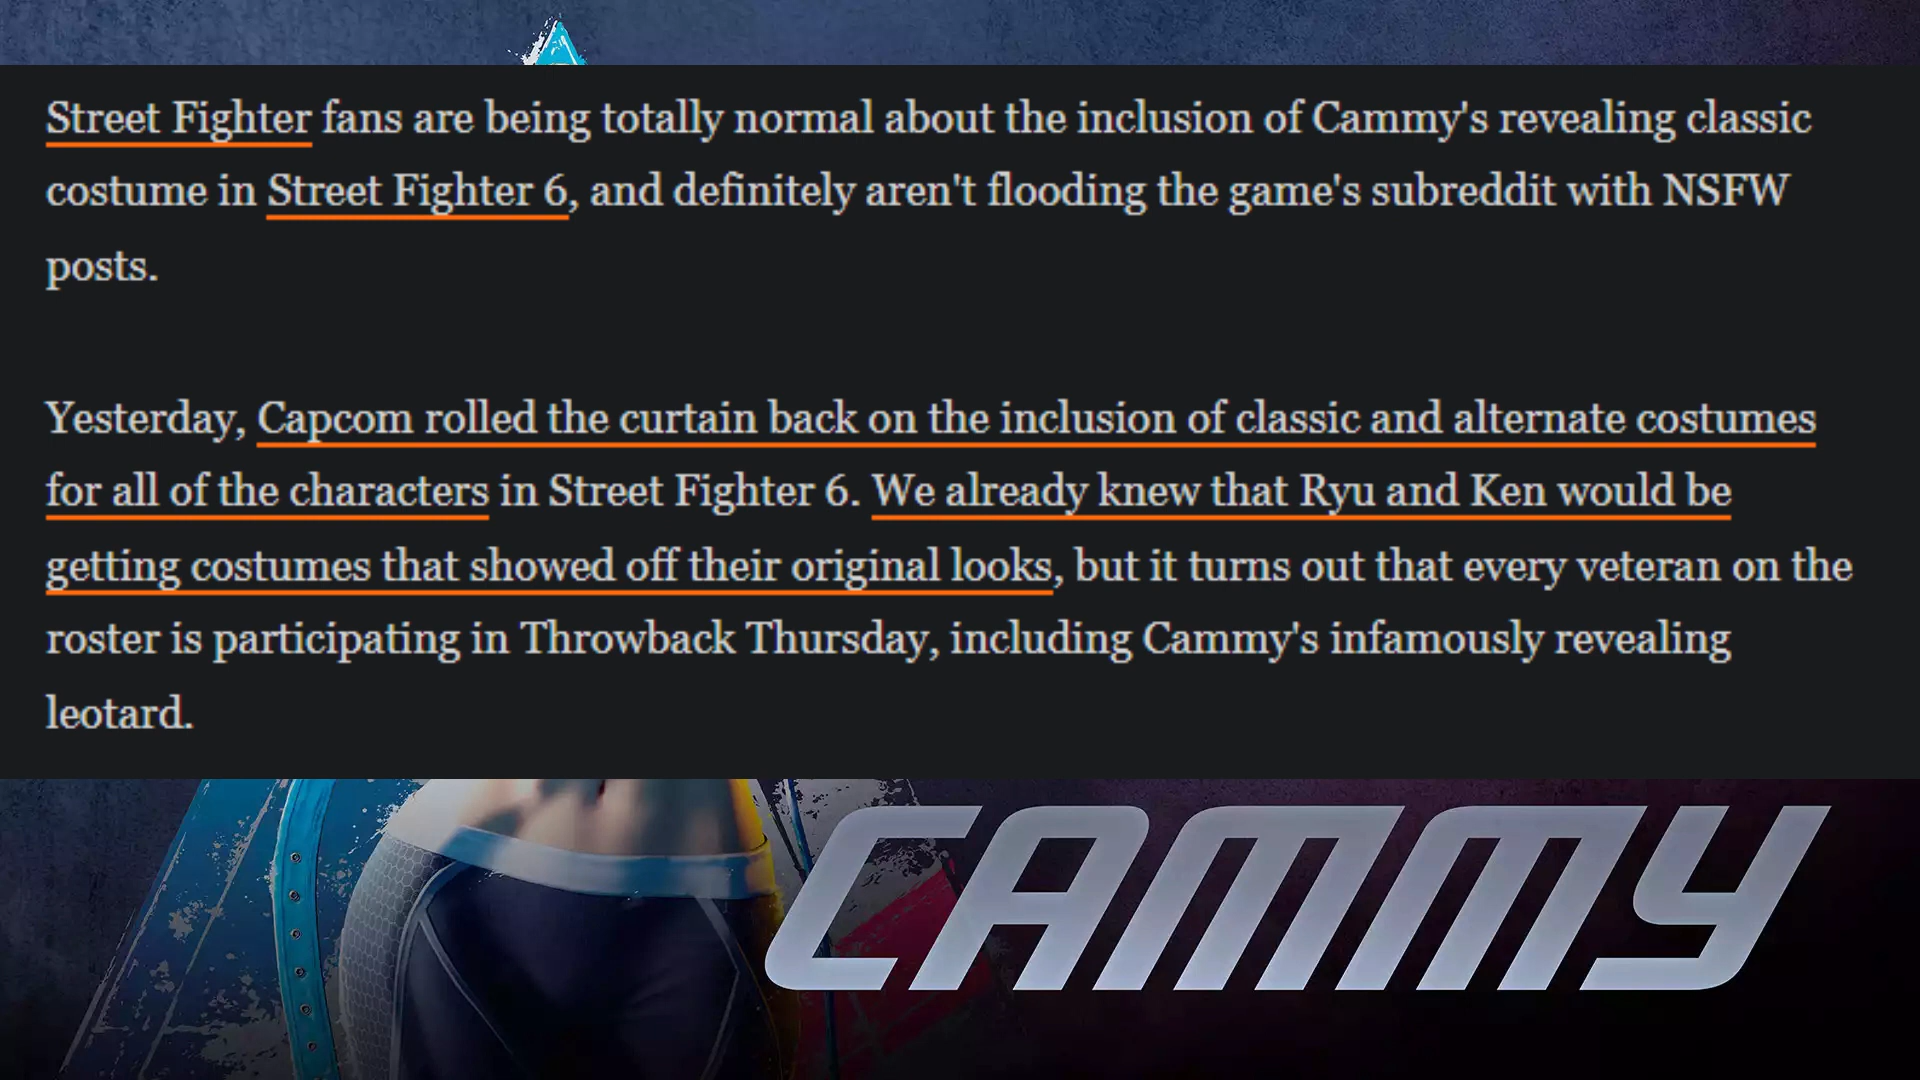 Street Fighter fans are being totally normal about the inclusion of Cammy's revealing classic
costume in Street Fighter 6, and definitely aren't flooding the game's subreddit with NSFW
posts.
Yesterday, Capcom rolled the curtain back on the inclusion of classic and alternate costumes
for all of the characters in Street Fighter 6. We already knew that Ryu and Ken would be
getting costumes that showed off their original looks, but it turns out that every veteran on the
roster is participating in Throwback Thursday, including Cammy's infamously revealing
leotard.
CAMMY